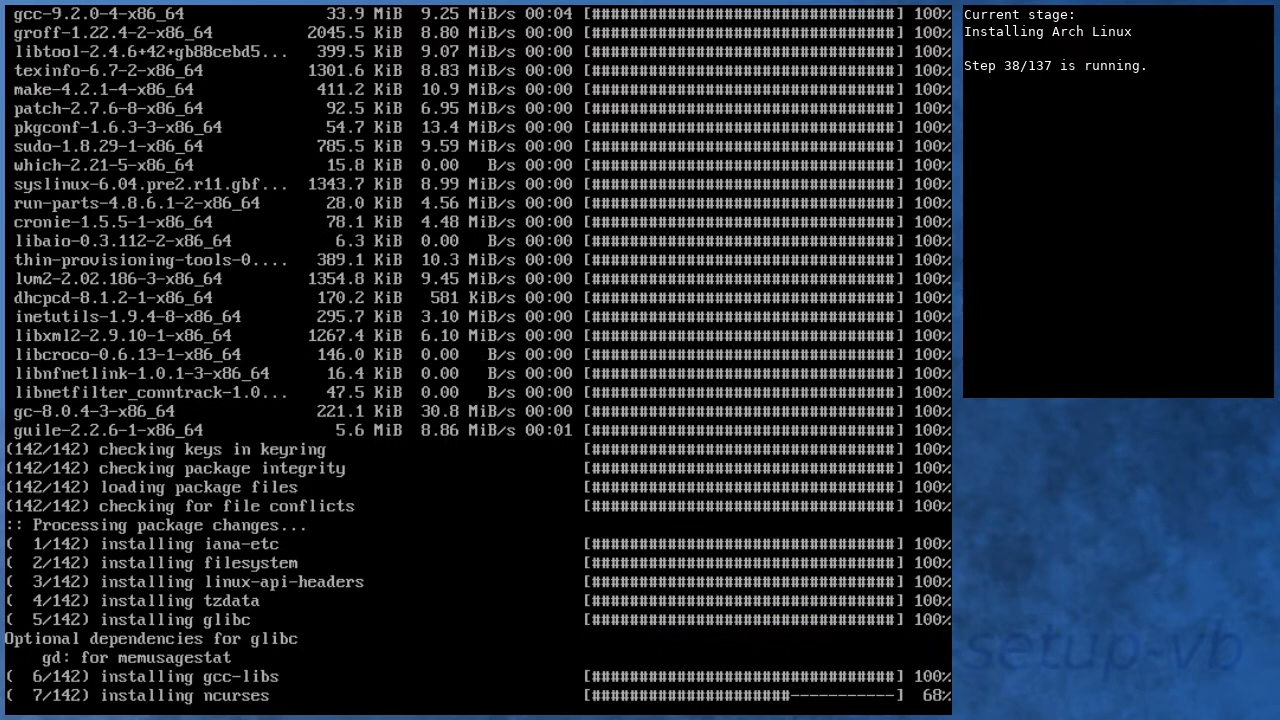 gcc-9.2.0-4-x86_64 33.9 MiB 9.25 MiB/s 00:04 [################################] 100%
groff-1.22.4-2-x86_64 2045.5 KiB 8.80 MiB/s 00:00 [################################] 100%
libtool-2.4.6+42+gb88cebd5... 399.5 KiB 9.07 MiB/s 00:00 [################################] 100%
texinfo-6.7-2-x86_64 1301.6 KiB 8.83 MiB/s 00:00 [################################] 100%
make-4.2.1-4-x86_64 411.2 KiB 10.9 MiB/s 00:00 [################################] 100%
patch-2.7.6-8-x86_64 92.5 KiB 6.95 MiB/s 00:00 [################################] 100%
pkgconf-1.6.3-3-x86_64 54.7 KiB 13.4 MiB/s 00:00 [################################] 100%
sudo-1.8.29-1-x86_64 785.5 KiB 9.59 MiB/s 00:00 [################################] 100%
which-2.21-5-x86_64 15.8 KiB 0.00 B/s 00:00 [################################] 100%
syslinux-6.04.pre2.r11.gbf... 1343.7 KiB 8.99 MiB/s 00:00 [################################] 100%
run-parts-4.8.6.1-2-x86_64 28.0 KiB 4.56 MiB/s 00:00 [################################] 100%
cronie-1.5.5-1-x86_64 78.1 KiB 4.48 MiB/s 00:00 [################################] 100%
libaio-0.3.112-2-x86_64 6.3 KiB 0.00 B/s 00:00 [################################] 100%
thin-provisioning-tools-0.... 389.1 KiB 10.3 MiB/s 00:00 [################################] 100%
lvm2-2.02.186-3-x86_64 1354.8 KiB 9.45 MiB/s 00:00 [################################] 100%
dhcpcd-8.1.2-1-x86_64 170.2 KiB 581 KiB/s 00:00 [################################] 100%
inetutils-1.9.4-8-x86_64 295.7 KiB 3.10 MiB/s 00:00 [################################] 100%
libxml2-2.9.10-1-x86_64 1267.4 KiB 6.10 MiB/s 00:00 [################################] 100%
libcroco-0.6.13-1-x86_64 146.0 KiB 0.00 B/s 00:00 [################################] 100%
libnfnetlink-1.0.1-3-x86_64 16.4 KiB 0.00 B/s 00:00 [################################] 100%
libnetfilter_conntrack-1.0... 47.5 KiB 0.00 B/s 00:00 [################################] 100%
gc-8.0.4-3-x86_64 221.1 KiB 30.8 MiB/s 00:00 [################################] 100%
guile-2.2.6-1-x86_64 5.6 MiB 8.86 MiB/s 00:01 [################################] 100%
(142/142) checking keys in keyring [################################] 100%
(142/142) checking package integrity [################################] 100%
(142/142) loading package files [################################] 100%
(142/142) checking for file conflicts [################################] 100%
:: Processing package changes...
( 1/142) installing iana-etc [################################] 100%
( 2/142) installing filesystem [################################] 100%
( 3/142) installing linux-api-headers [################################] 100%
( 4/142) installing tzdata [################################] 100%
( 5/142) installing glibc [################################] 100%
Optional dependencies for glibc
gd: for memusagestat
( 6/142) installing gcc-libs [################################] 100%
( 7/142) installing ncurses [#####################-----------] 68%
Current stage:
Installing Arch Linux
Step 38/137 is running.
setup-vb